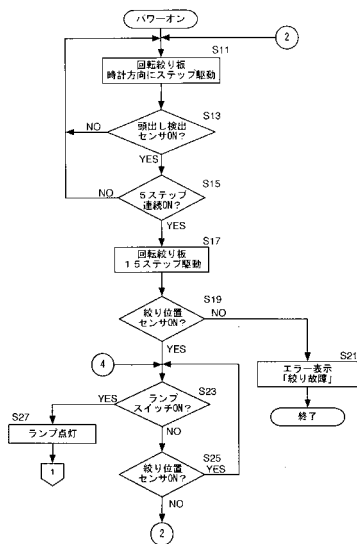 パワーオン
2
S11
回転絞り板
時計方向にステップ駆動
S13
頭出し検出
センサON?
NO
YES
S15
5ステップ
連続ON?
NO
YES
S17
回転絞り板
15ステップ駆動
S19
絞り位置
センサON?
NO
YES
S21
エラー表示
「絞り故障」
終了
4
S23
ランプ
スイッチON?
YES
NO
S27
ランプ点灯
1
S25
絞り位置
センサON?
YES
NO
2